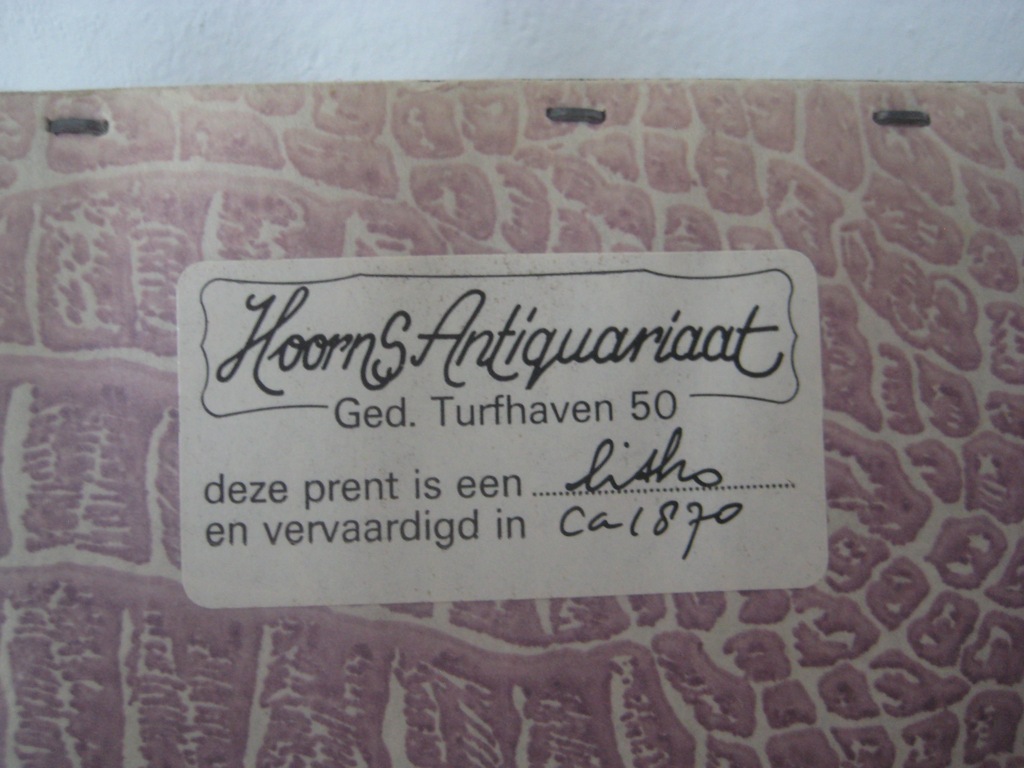 Hoorns Antiquariaat
Ged. Turfhaven 50
deze prent is een litho
en vervaardigd in ca 1870